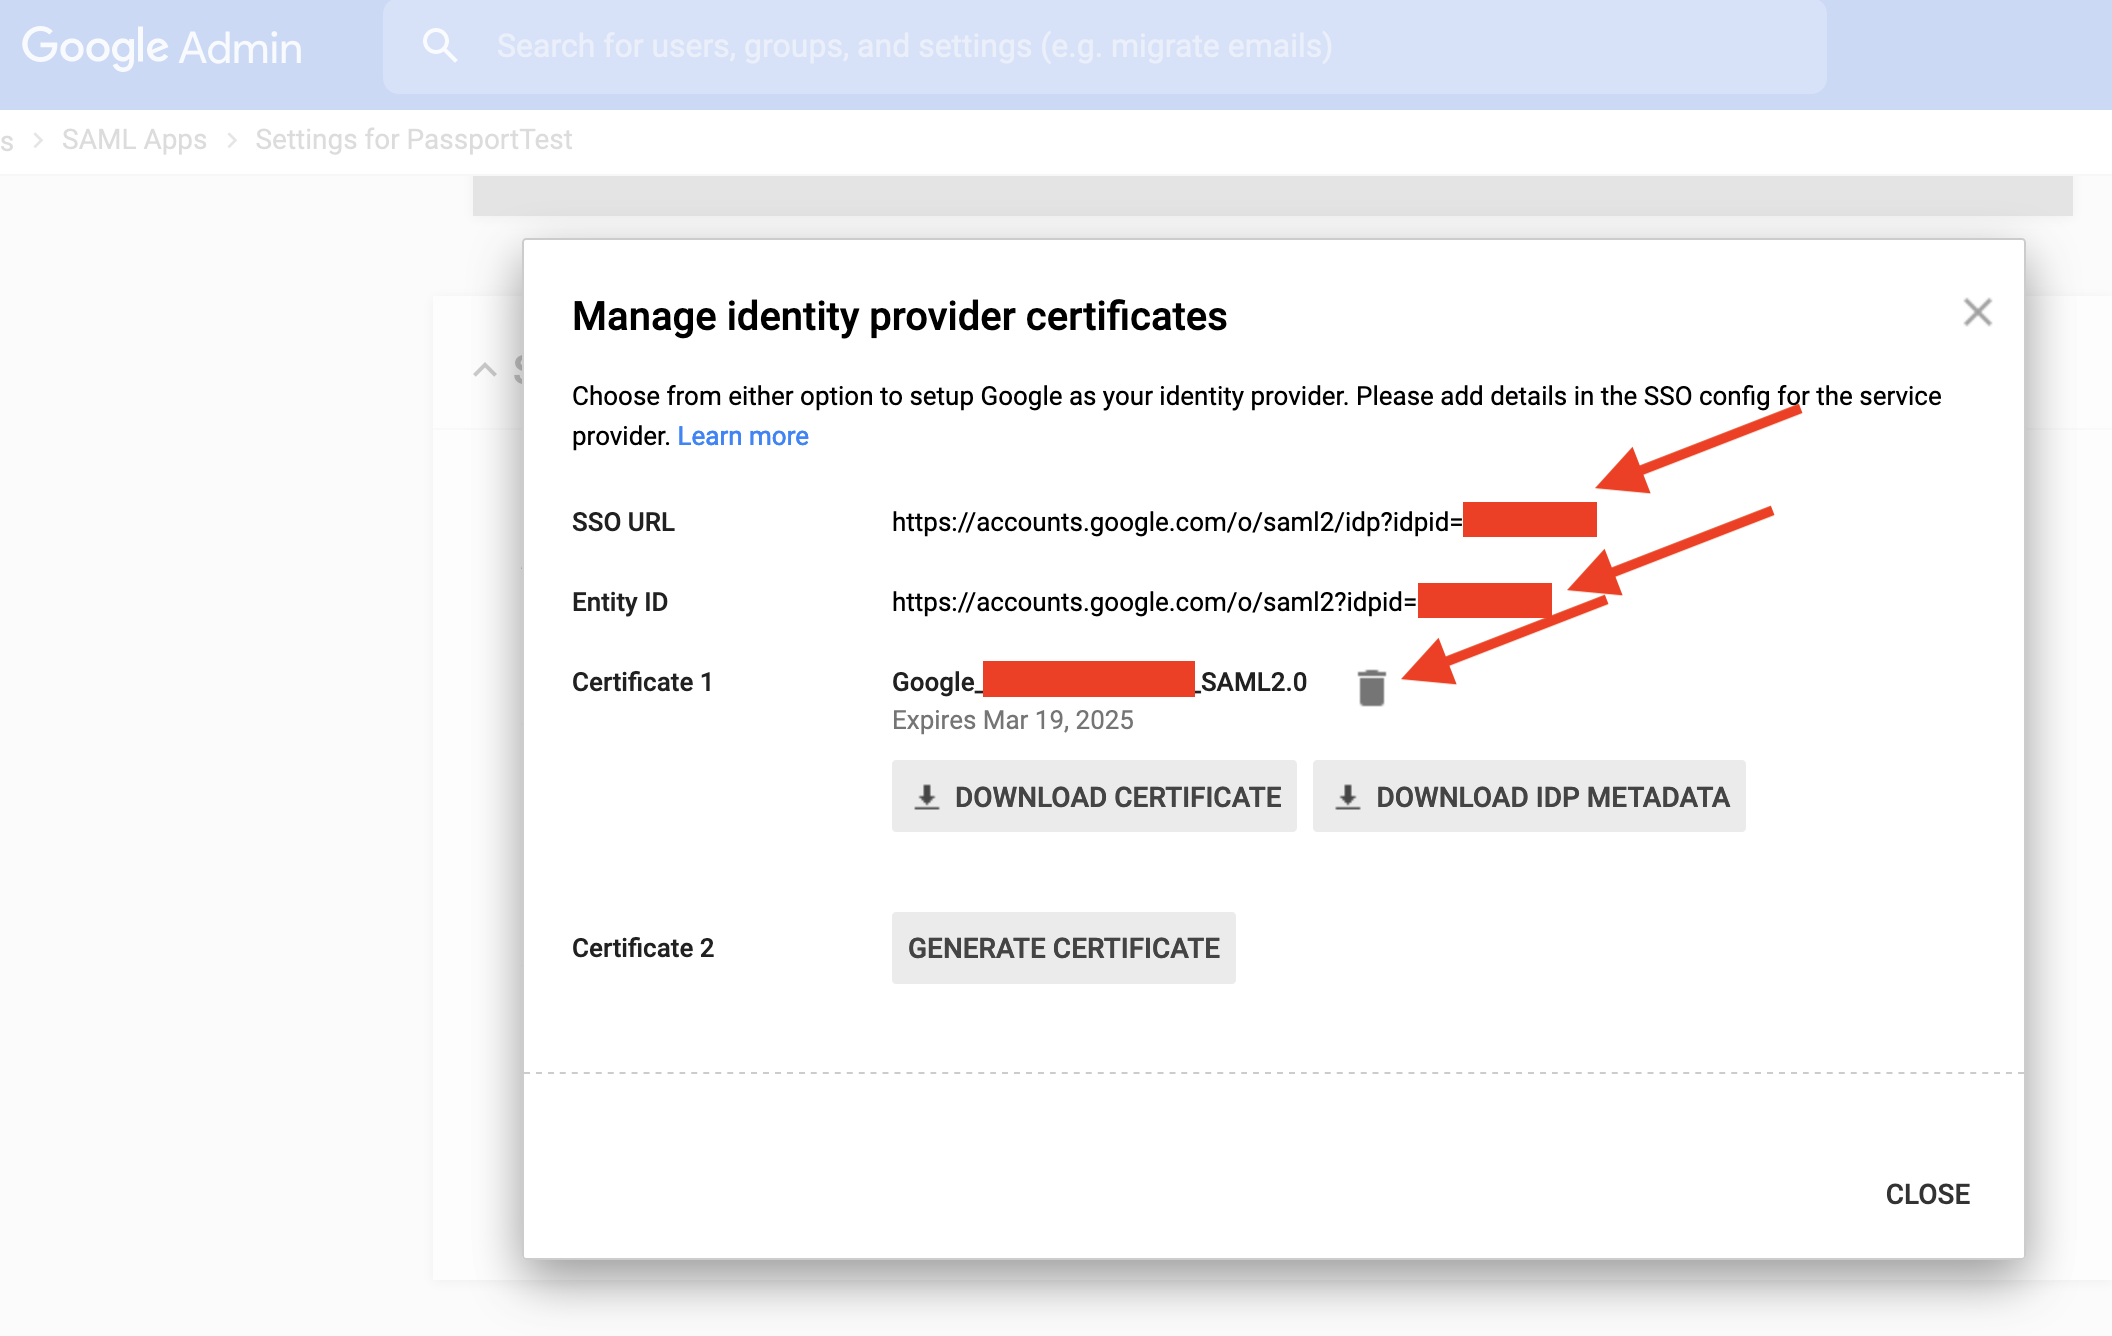 Google Admin
Search for users, groups, and settings (e.g. migrate emails)
s > SAML Apps > Settings for PassportTest
Manage identity provider certificates
Choose from either option to setup Google as your identity provider. Please add details in the SSO config for the service
provider. Learn more
SSO URL https://accounts.google.com/o/saml2/idp?idpid=
Entity ID https://accounts.google.com/o/saml2?idpid=
Certificate 1 Google_ _SAML2.0
Expires Mar 19, 2025
DOWNLOAD CERTIFICATE DOWNLOAD IDP METADATA
Certificate 2 GENERATE CERTIFICATE
CLOSE